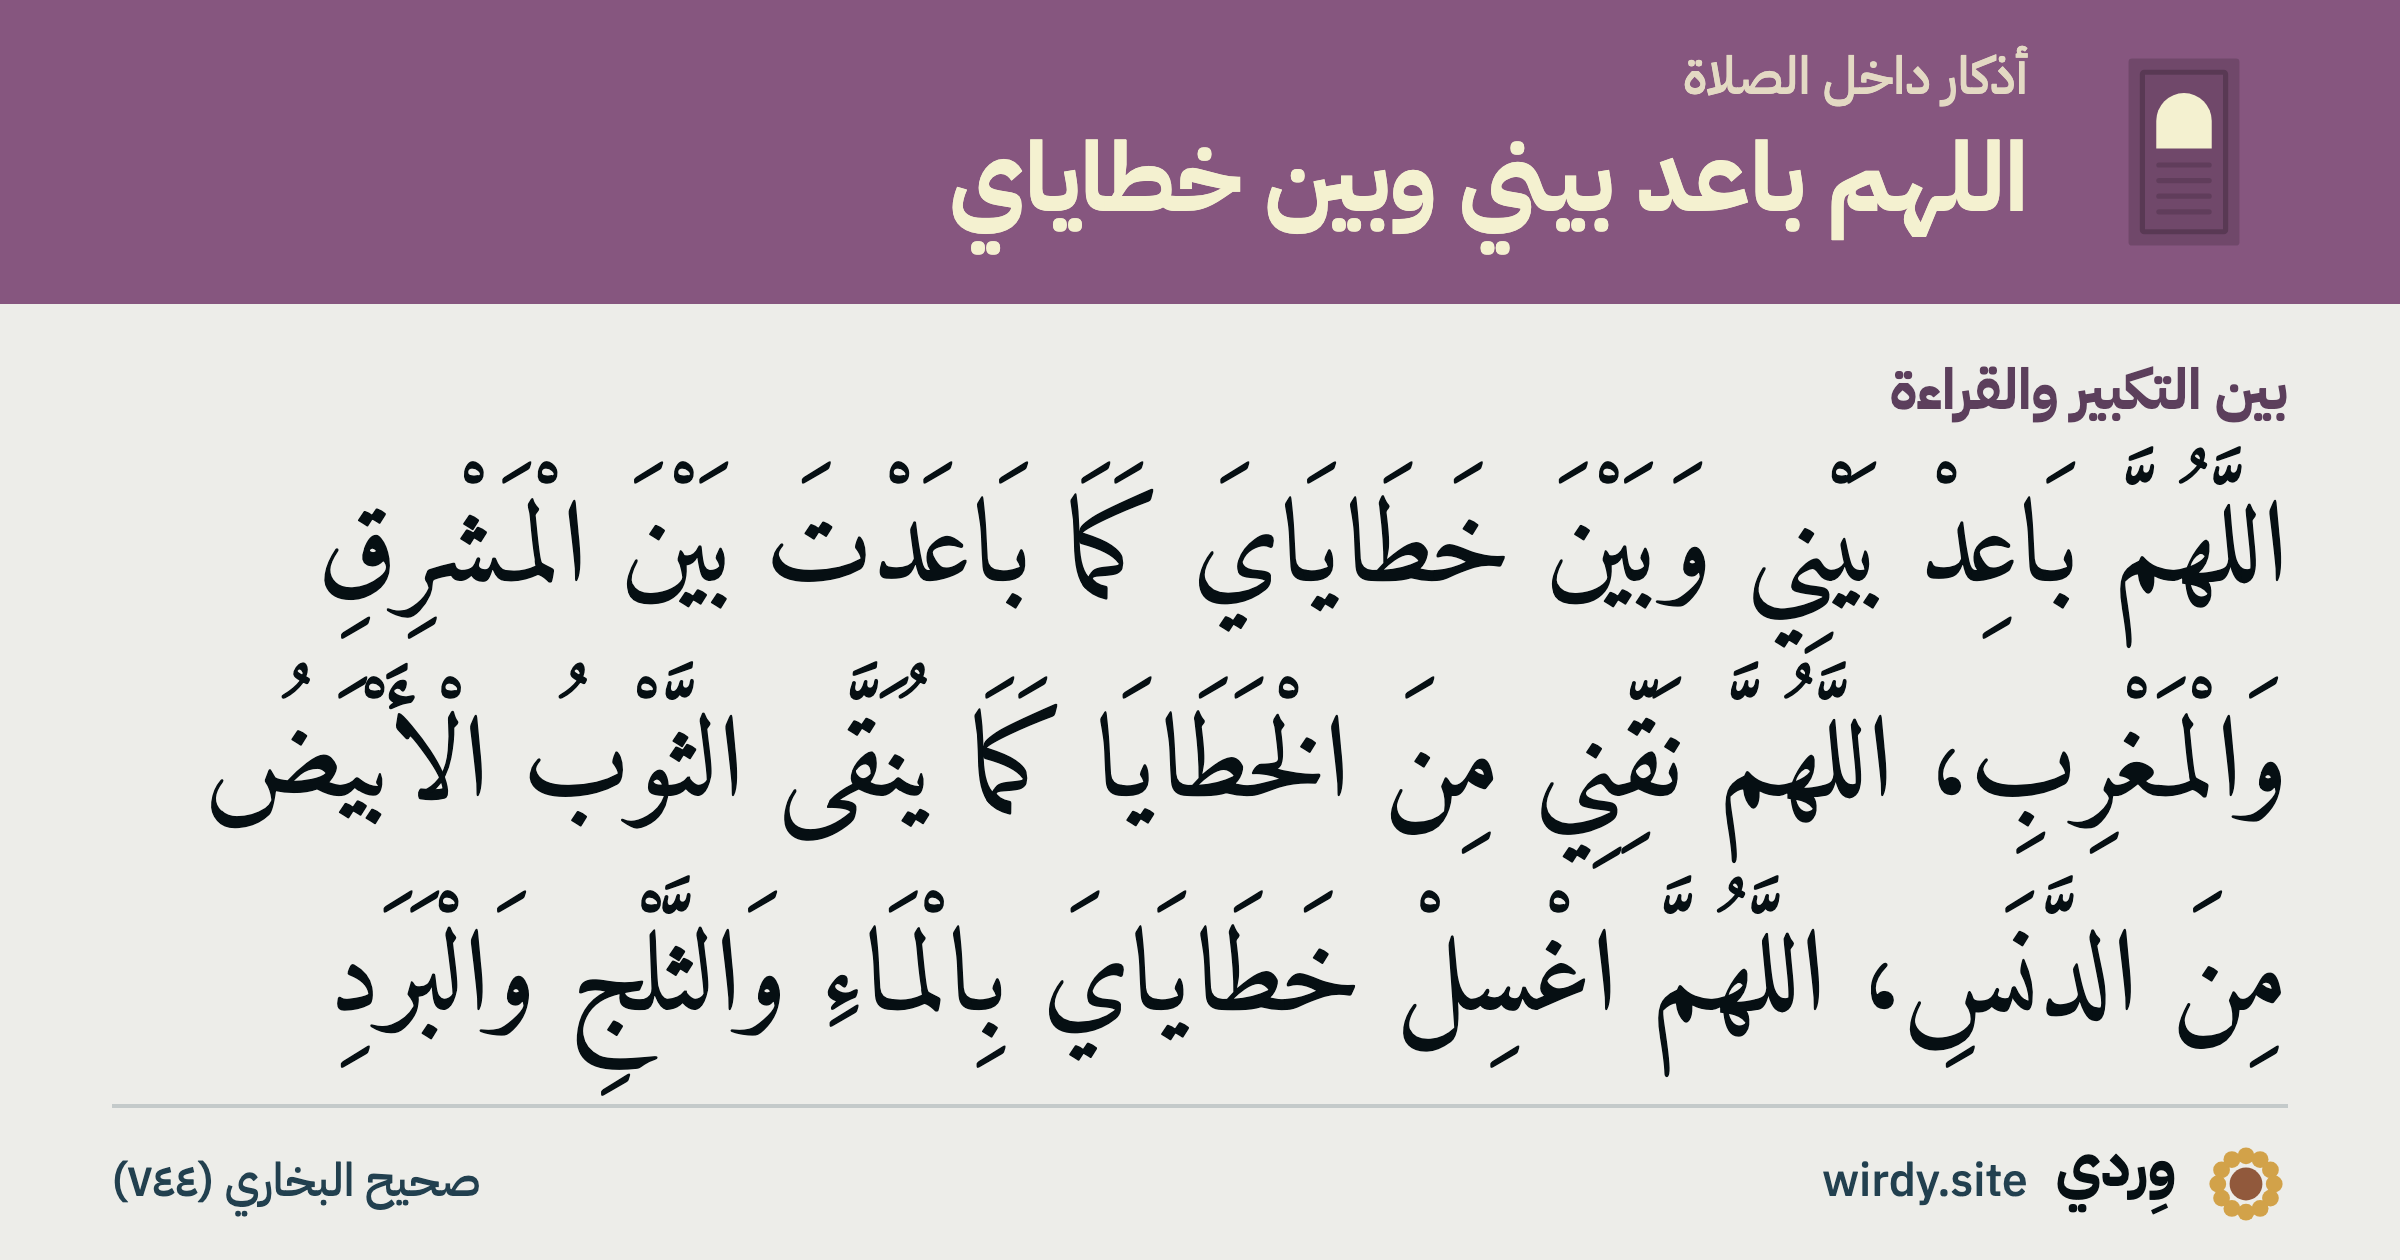 أذكار داخل الصلاة
اللهم باعد بيني وبين خطاياي
بين التكبير والقراءة
اللَّهُمَّ بَاعِدْ بَيْنِي وَبَيْنَ خَطَايَايَ كَمَا بَاعَدْتَ بَيْنَ الْمَشْرِقِ
وَالْمَغْرِبِ، اللَّهُمَّ نَقِّنِي مِنَ الْخَطَايَا كَمَا يُنَقَّى الثَّوْبُ الْأَبْيَضُ
مِنَ الدَّنَسِ، اللَّهُمَّ اغْسِلْ خَطَايَايَ بِالْمَاءِ وَالثَّلْجِ وَالْبَرَدِ
وِردي wirdy.site
صحيح البخاري (٧٤٤)